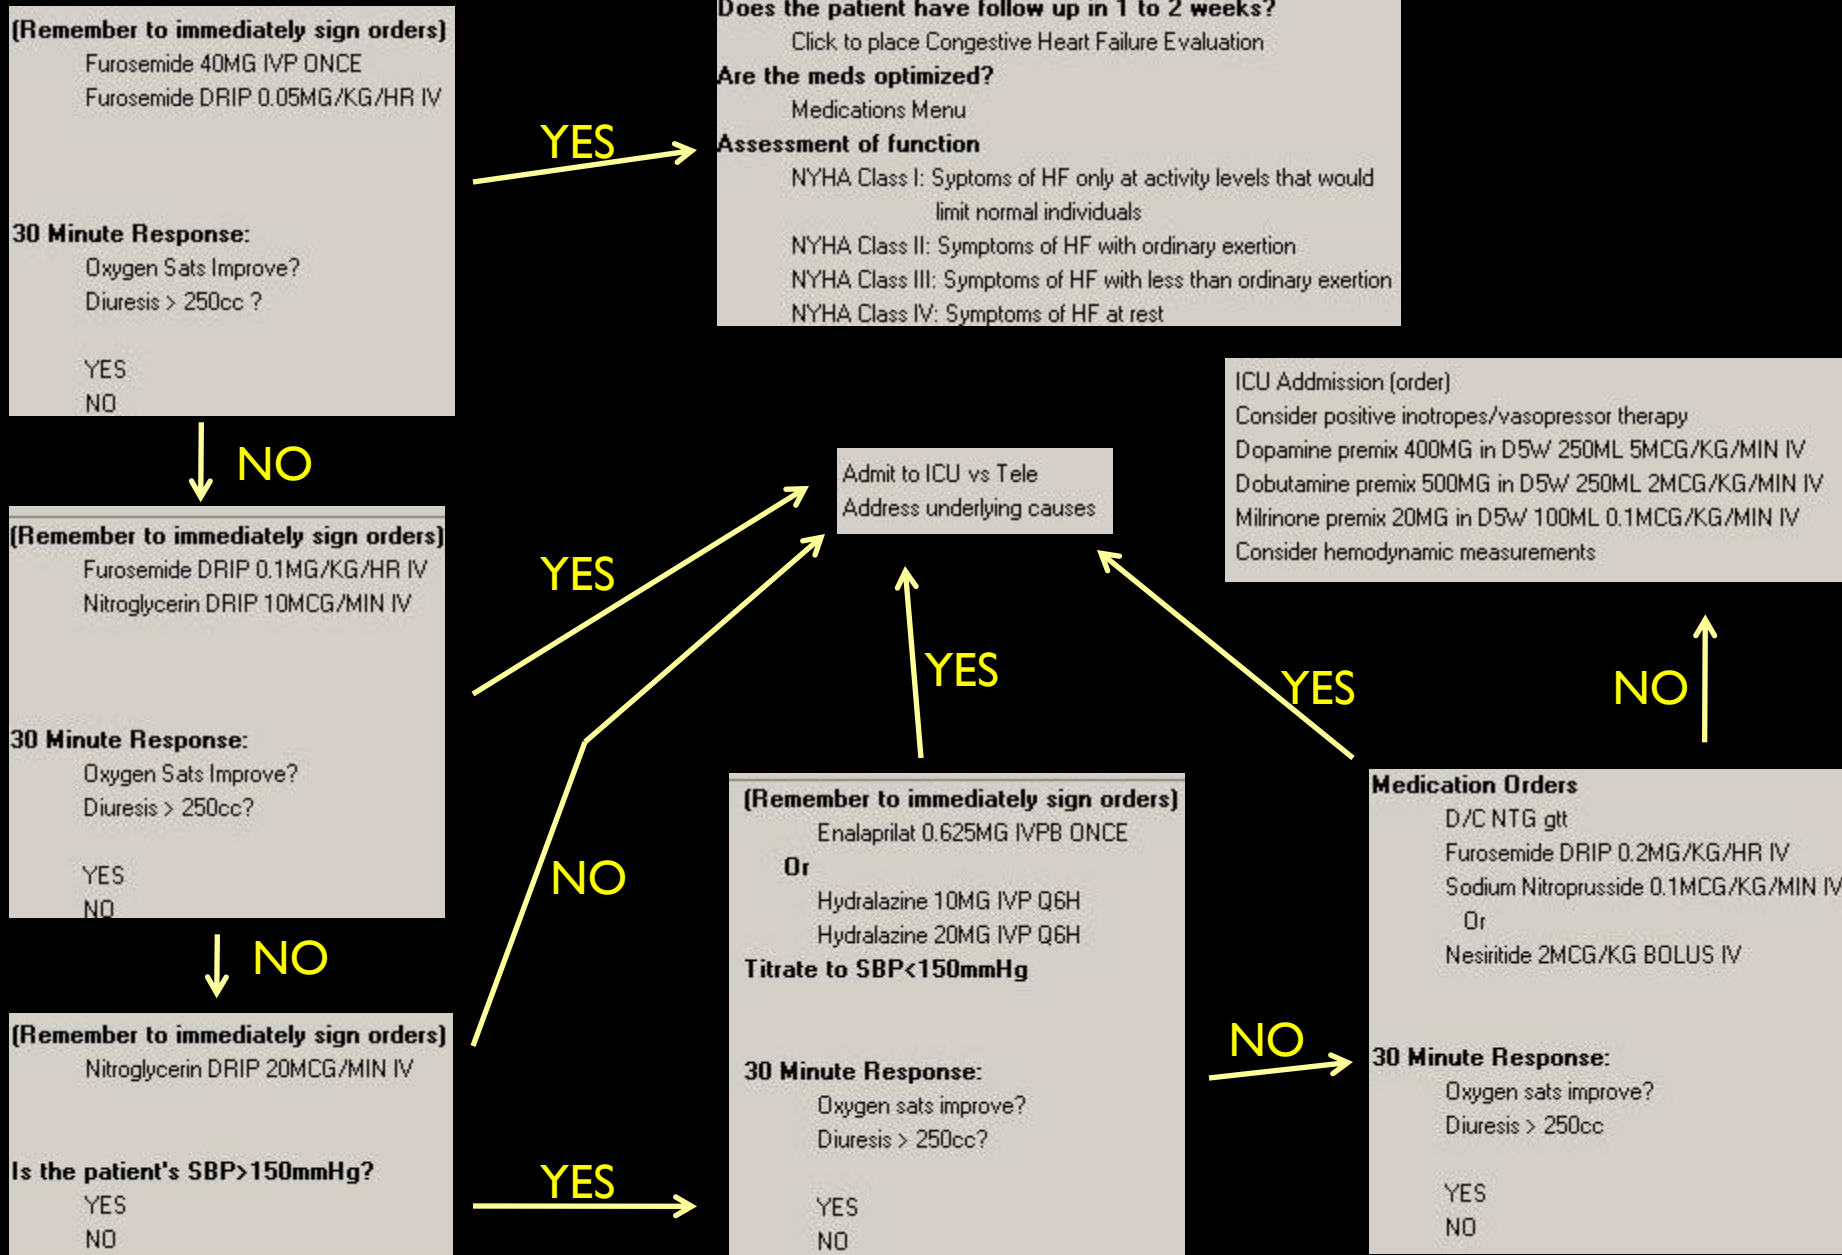 (Remember to immediately sign orders)
Furosemide 40MG IVP ONCE
Furosemide DRIP 0.05MG/KG/HR IV
30 Minute Response:
Oxygen Sats Improve?
Diuresis > 250cc ?
YES
NO
YES
Does the patient have follow up in 1 to 2 weeks?
Click to place Congestive Heart Failure Evaluation
Are the meds optimized?
Medications Menu
Assessment of function
NYHA Class I: Syptoms of HF only at activity levels that would
limit normal individuals
NYHA Class II: Symptoms of HF with ordinary exertion
NYHA Class III: Symptoms of HF with less than ordinary exertion
NYHA Class IV: Symptoms of HF at rest
NO
(Remember to immediately sign orders)
Furosemide DRIP 0.1MG/KG/HR IV
Nitroglycerin DRIP 10MCG/MIN IV
30 Minute Response:
Oxygen Sats Improve?
Diuresis > 250cc?
YES
NO
YES
Admit to ICU vs Tele
Address underlying causes
ICU Addmission (order)
Consider positive inotropes/vasopressor therapy
Dopamine premix 400MG in D5W 250ML 5MCG/KG/MIN IV
Dobutamine premix 500MG in D5W 250ML 2MCG/KG/MIN IV
Milrinone premix 20MG in D5W 100ML 0.1MCG/KG/MIN IV
Consider hemodynamic measurements
NO
(Remember to immediately sign orders)
Nitroglycerin DRIP 20MCG/MIN IV
Is the patient's SBP>150mmHg?
YES
NO
NO
YES
YES
(Remember to immediately sign orders)
Enalaprilat 0.625MG IVPB ONCE
Or
Hydralazine 10MG IVP Q6H
Hydralazine 20MG IVP Q6H
Titrate to SBP<150mmHg
30 Minute Response:
Oxygen sats improve?
Diuresis > 250cc?
YES
NO
NO
YES
NO
Medication Orders
D/C NTG gtt
Furosemide DRIP 0.2MG/KG/HR IV
Sodium Nitroprusside 0.1MCG/KG/MIN IV
Or
Nesiritide 2MCG/KG BOLUS IV
30 Minute Response:
Oxygen sats improve?
Diuresis > 250cc
YES
NO